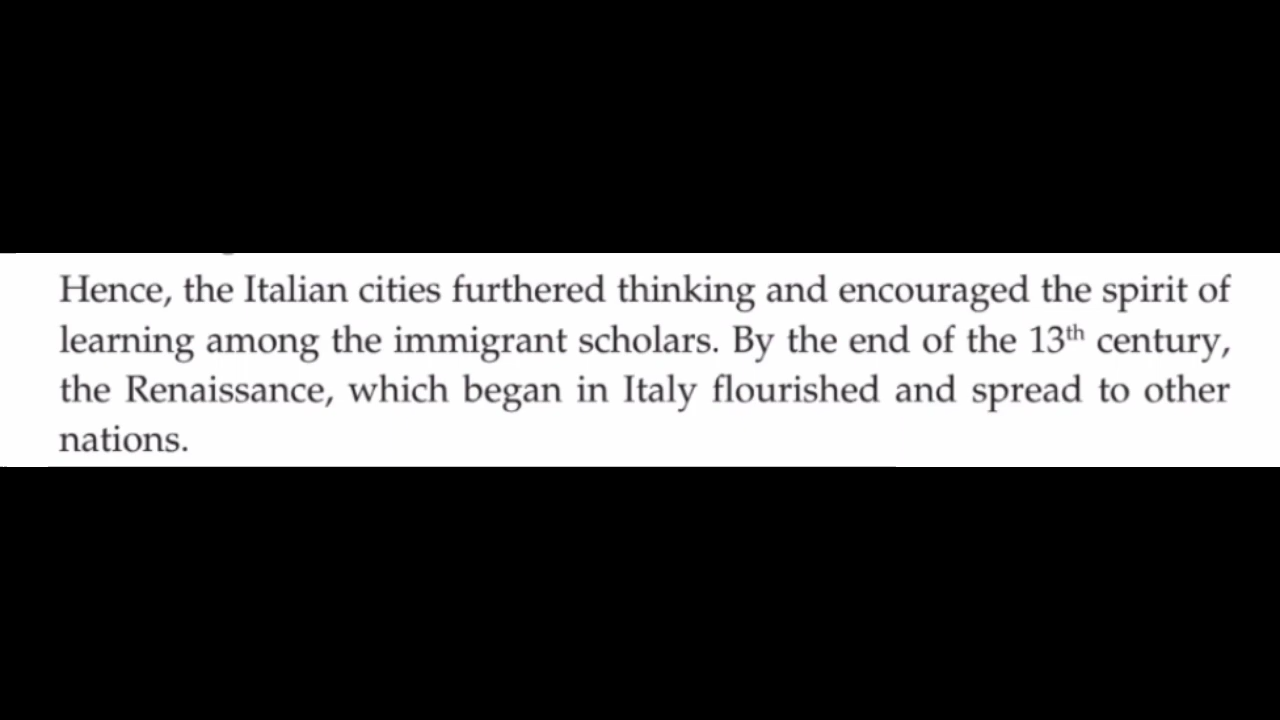 Hence, the Italian cities furthered thinking and encouraged the spirit of
learning among the immigrant scholars. By the end of the 13th century,
the Renaissance, which began in Italy flourished and spread to other
nations.